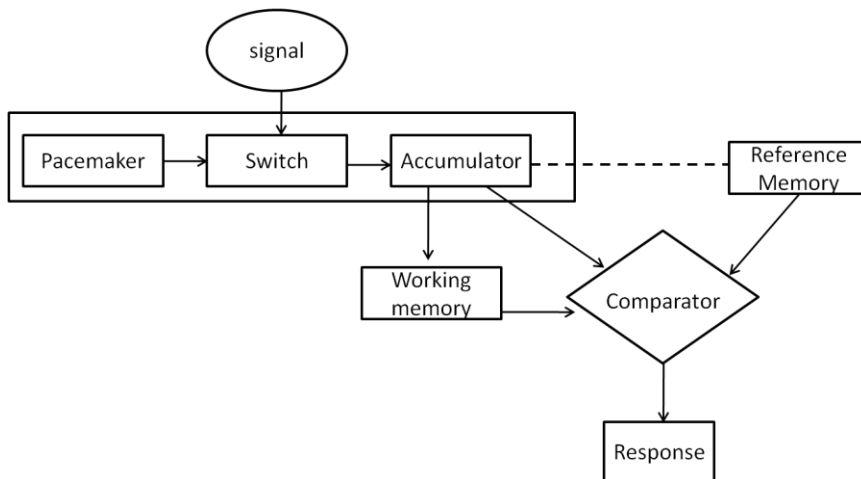 signal
Pacemaker
Switch
Accumulator
Reference
Memory
Working
memory
Comparator
Response